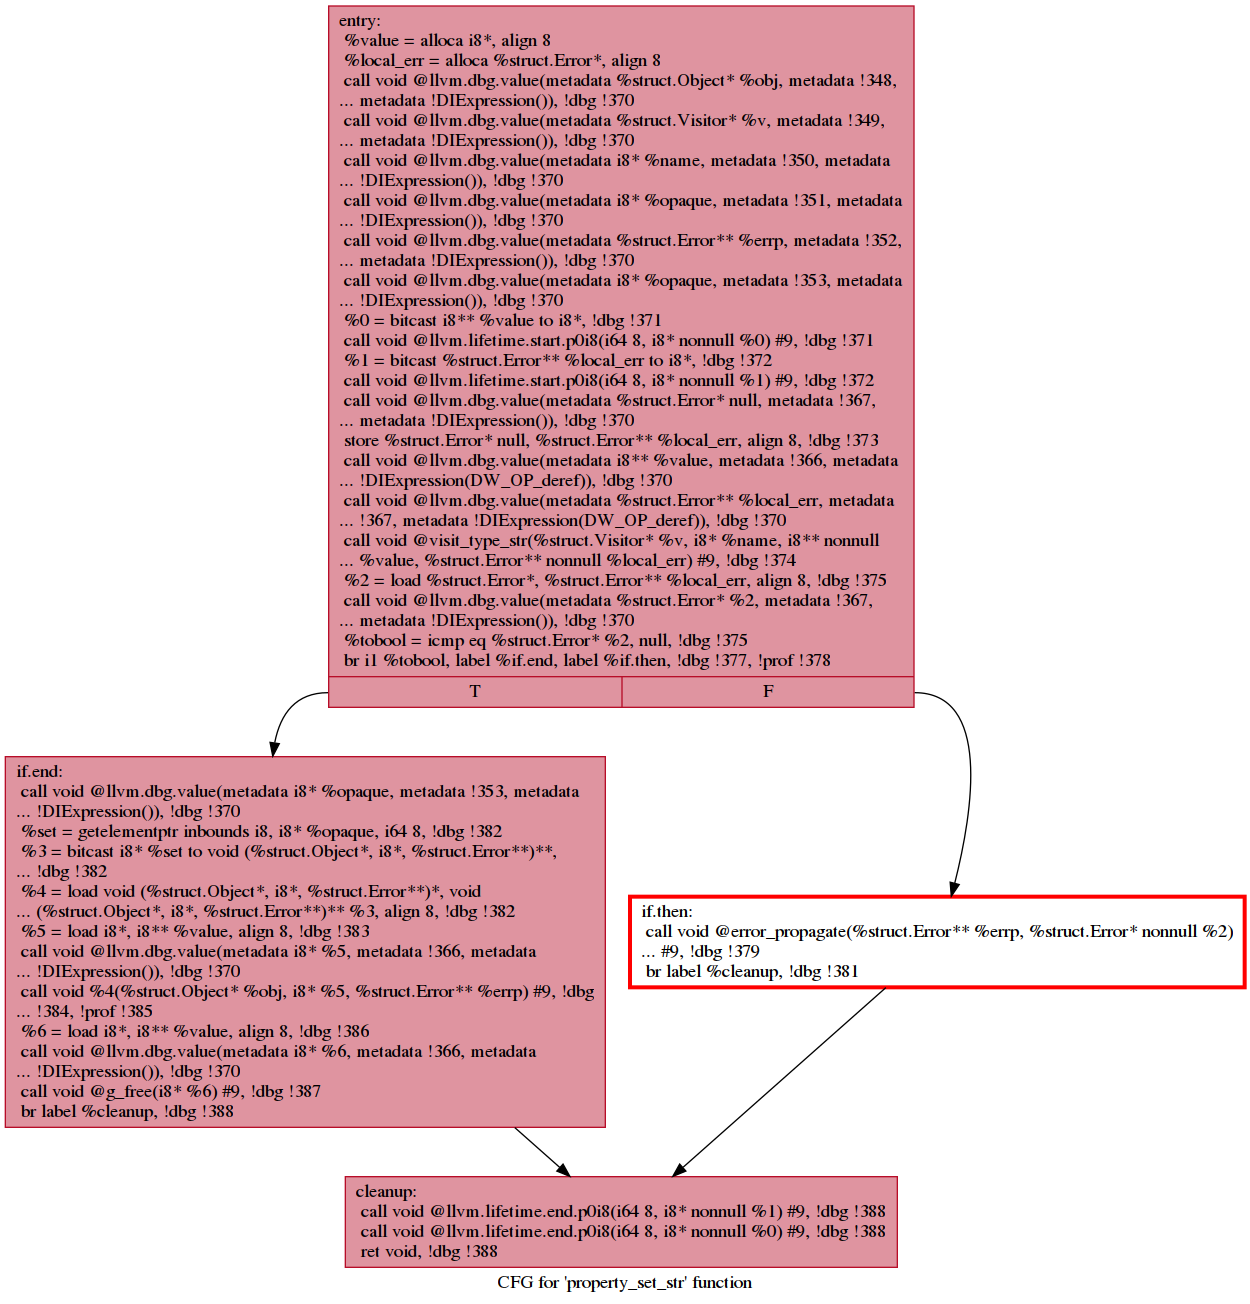 entry:
%value = alloca i8*, align 8
%local_err = alloca %struct.Error*, align 8
call void @llvm.dbg.value(metadata %struct.Object* %obj, metadata !348,
... metadata !DIExpression()), !dbg !370
call void @llvm.dbg.value(metadata %struct.Visitor* %v, metadata !349,
... metadata !DIExpression()), !dbg !370
call void @llvm.dbg.value(metadata i8* %name, metadata !350, metadata
... !DIExpression()), !dbg !370
call void @llvm.dbg.value(metadata i8* %opaque, metadata !351, metadata
... !DIExpression()), !dbg !370
call void @llvm.dbg.value(metadata %struct.Error** %errp, metadata !352,
... metadata !DIExpression()), !dbg !370
call void @llvm.dbg.value(metadata i8* %opaque, metadata !353, metadata
... !DIExpression()), !dbg !370
%0 = bitcast i8** %value to i8*, !dbg !371
call void @llvm.lifetime.start.p0i8(i64 8, i8* nonnull %0) #9, !dbg !371
%1 = bitcast %struct.Error** %local_err to i8*, !dbg !372
call void @llvm.lifetime.start.p0i8(i64 8, i8* nonnull %1) #9, !dbg !372
call void @llvm.dbg.value(metadata %struct.Error* null, metadata !367,
... metadata !DIExpression()), !dbg !370
store %struct.Error* null, %struct.Error** %local_err, align 8, !dbg !373
call void @llvm.dbg.value(metadata i8** %value, metadata !366, metadata
... !DIExpression(DW_OP_deref)), !dbg !370
call void @llvm.dbg.value(metadata %struct.Error** %local_err, metadata
... !367, metadata !DIExpression(DW_OP_deref)), !dbg !370
call void @visit_type_str(%struct.Visitor* %v, i8* %name, i8** nonnull
... %value, %struct.Error** nonnull %local_err) #9, !dbg !374
%2 = load %struct.Error*, %struct.Error** %local_err, align 8, !dbg !375
call void @llvm.dbg.value(metadata %struct.Error* %2, metadata !367,
... metadata !DIExpression()), !dbg !370
%tobool = icmp eq %struct.Error* %2, null, !dbg !375
br i1 %tobool, label %if.end, label %if.then, !dbg !377, !prof !378
T F
if.end:
call void @llvm.dbg.value(metadata i8* %opaque, metadata !353, metadata
... !DIExpression()), !dbg !370
%set = getelementptr inbounds i8, i8* %opaque, i64 8, !dbg !382
%3 = bitcast i8* %set to void (%struct.Object*, i8*, %struct.Error**)**,
... !dbg !382
%4 = load void (%struct.Object*, i8*, %struct.Error**)*, void
... (%struct.Object*, i8*, %struct.Error**)** %3, align 8, !dbg !382
%5 = load i8*, i8** %value, align 8, !dbg !383
call void @llvm.dbg.value(metadata i8* %5, metadata !366, metadata
... !DIExpression()), !dbg !370
call void %4(%struct.Object* %obj, i8* %5, %struct.Error** %errp) #9, !dbg
... !384, !prof !385
%6 = load i8*, i8** %value, align 8, !dbg !386
call void @llvm.dbg.value(metadata i8* %6, metadata !366, metadata
... !DIExpression()), !dbg !370
call void @g_free(i8* %6) #9, !dbg !387
br label %cleanup, !dbg !388
if.then:
call void @error_propagate(%struct.Error** %errp, %struct.Error* nonnull %2)
... #9, !dbg !379
br label %cleanup, !dbg !381
cleanup:
call void @llvm.lifetime.end.p0i8(i64 8, i8* nonnull %1) #9, !dbg !388
call void @llvm.lifetime.end.p0i8(i64 8, i8* nonnull %0) #9, !dbg !388
ret void, !dbg !388
CFG for 'property_set_str' function